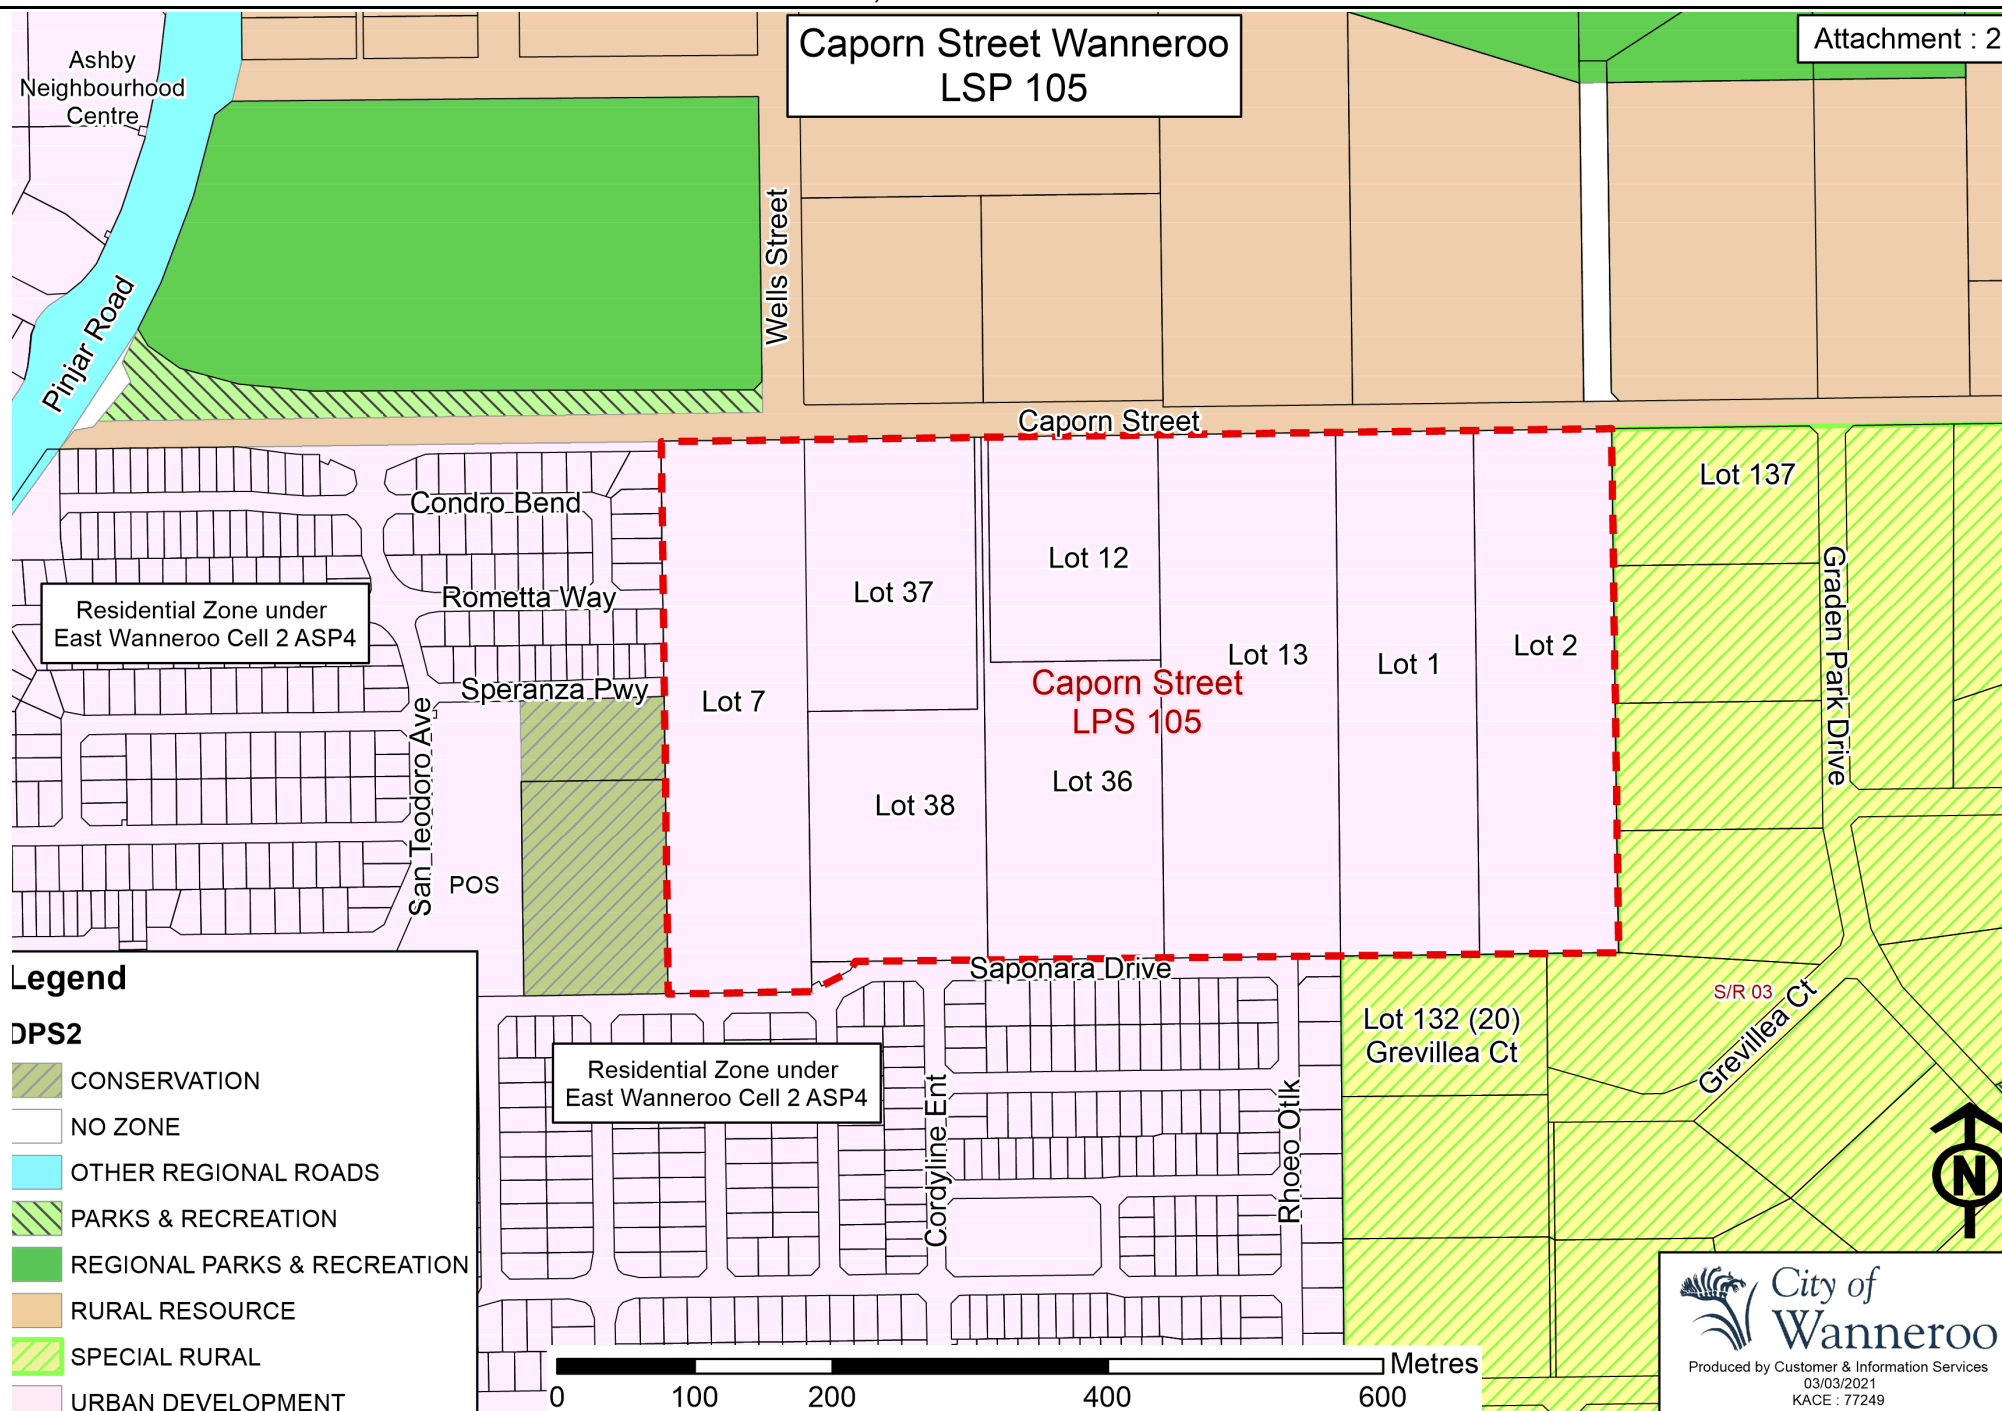 Caporn Street Wanneroo
LSP 105
Attachment : 2
Ashby
Neighbourhood
Centre
Pinjar Road
Wells Street
Caporn Street
Condro Bend
Rometta Way
Speranza Pwy
San Teodoro Ave
POS
Residential Zone under
East Wanneroo Cell 2 ASP4
Lot 7
Lot 37
Lot 38
Lot 12
Lot 36
Lot 13
Lot 1
Lot 2
Caporn Street
LPS 105
Lot 137
Graden Park Drive
Saponara Drive
Lot 132 (20)
Grevillea Ct
S/R 03
Grevillea Ct
Residential Zone under
East Wanneroo Cell 2 ASP4
Cordyline Ent
Rhoeo Otlk
Legend
DPS2
CONSERVATION
NO ZONE
OTHER REGIONAL ROADS
PARKS & RECREATION
REGIONAL PARKS & RECREATION
RURAL RESOURCE
SPECIAL RURAL
URBAN DEVELOPMENT
0 100 200 400 600 Metres
N
City of
Wanneroo
Produced by Customer & Information Services
03/03/2021
KACE : 77249